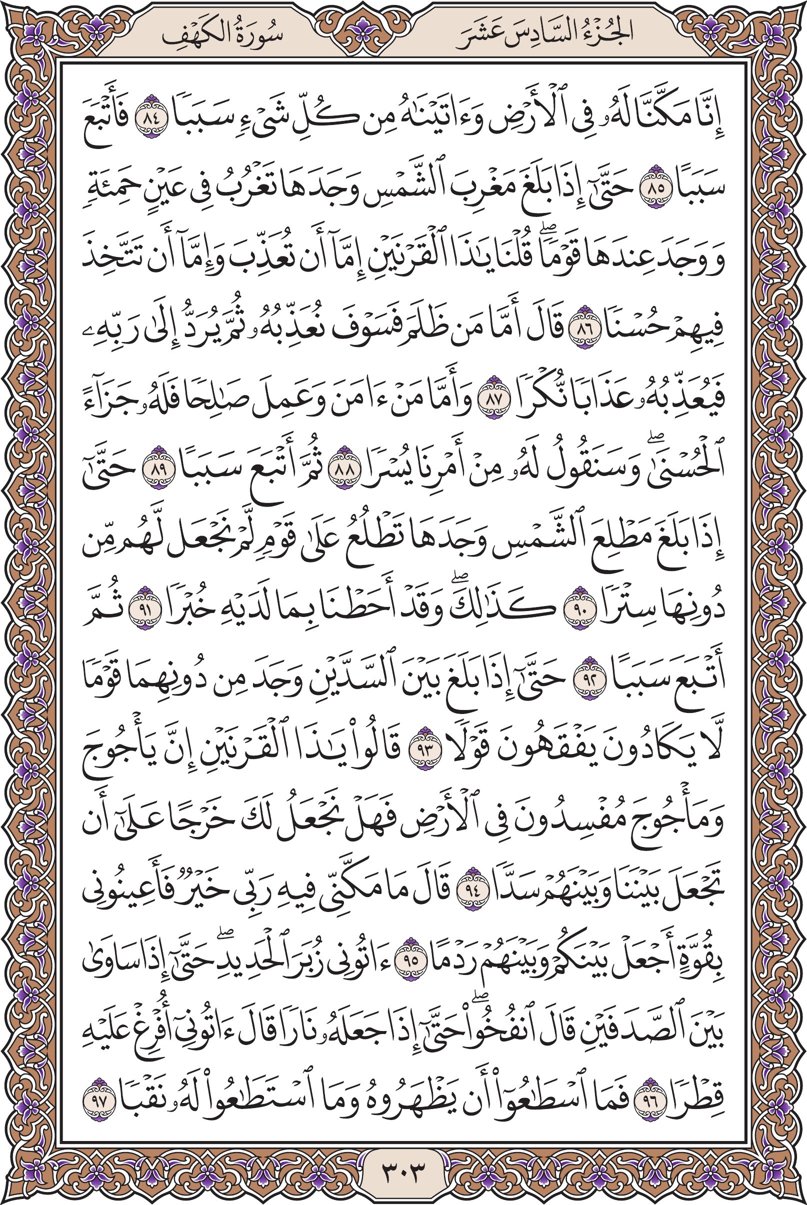 الجُزْءُ السَّادِسَ عَشَرَ
سُورَةُ الكَهْفِ
إِنَّا مَكَّنَّا لَهُۥ فِي ٱلْأَرْضِ وَءَاتَيْنَٰهُ مِن كُلِّ شَيْءٍ سَبَبًا ٨٤ فَأَتْبَعَ
سَبَبًا ٨٥ حَتَّىٰٓ إِذَا بَلَغَ مَغْرِبَ ٱلشَّمْسِ وَجَدَهَا تَغْرُبُ فِي عَيْنٍ حَمِئَةٍ
وَوَجَدَ عِندَهَا قَوْمًاۖ قُلْنَا يَٰذَا ٱلْقَرْنَيْنِ إِمَّآ أَن تُعَذِّبَ وَإِمَّآ أَن تَتَّخِذَ
فِيهِمْ حُسْنًا ٨٦ قَالَ أَمَّا مَن ظَلَمَ فَسَوْفَ نُعَذِّبُهُۥ ثُمَّ يُرَدُّ إِلَىٰ رَبِّهِۦ
فَيُعَذِّبُهُۥ عَذَابًا نُّكْرًا ٨٧ وَأَمَّا مَنْ ءَامَنَ وَعَمِلَ صَٰلِحًا فَلَهُۥ جَزَآءً
ٱلْحُسْنَىٰۖ وَسَنَقُولُ لَهُۥ مِنْ أَمْرِنَا يُسْرًا ٨٨ ثُمَّ أَتْبَعَ سَبَبًا ٨٩ حَتَّىٰٓ
إِذَا بَلَغَ مَطْلِعَ ٱلشَّمْسِ وَجَدَهَا تَطْلُعُ عَلَىٰ قَوْمٍ لَّمْ نَجْعَل لَّهُم مِّن
دُونِهَا سِتْرًا ٩٠ كَذَٰلِكَۖ وَقَدْ أَحَطْنَا بِمَا لَدَيْهِ خُبْرًا ٩١ ثُمَّ
أَتْبَعَ سَبَبًا ٩٢ حَتَّىٰٓ إِذَا بَلَغَ بَيْنَ ٱلسَّدَّيْنِ وَجَدَ مِن دُونِهِمَا قَوْمًا
لَّا يَكَادُونَ يَفْقَهُونَ قَوْلًا ٩٣ قَالُوا۟ يَٰذَا ٱلْقَرْنَيْنِ إِنَّ يَأْجُوجَ
وَمَأْجُوجَ مُفْسِدُونَ فِي ٱلْأَرْضِ فَهَلْ نَجْعَلُ لَكَ خَرْجًا عَلَىٰٓ أَن
تَجْعَلَ بَيْنَنَا وَبَيْنَهُمْ سَدًّا ٩٤ قَالَ مَا مَكَّنِّي فِيهِ رَبِّي خَيْرٌ فَأَعِينُونِي
بِقُوَّةٍ أَجْعَلْ بَيْنَكُمْ وَبَيْنَهُمْ رَدْمًا ٩٥ ءَاتُونِي زُبَرَ ٱلْحَدِيدِۖ حَتَّىٰٓ إِذَا سَاوَىٰ
بَيْنَ ٱلصَّدَفَيْنِ قَالَ ٱنفُخُوا۟ۖ حَتَّىٰٓ إِذَا جَعَلَهُۥ نَارًا قَالَ ءَاتُونِيٓ أُفْرِغْ عَلَيْهِ
قِطْرًا ٩٦ فَمَا ٱسْطَٰعُوٓا۟ أَن يَظْهَرُوهُ وَمَا ٱسْتَطَٰعُوا۟ لَهُۥ نَقْبًا ٩٧
٣٠٣